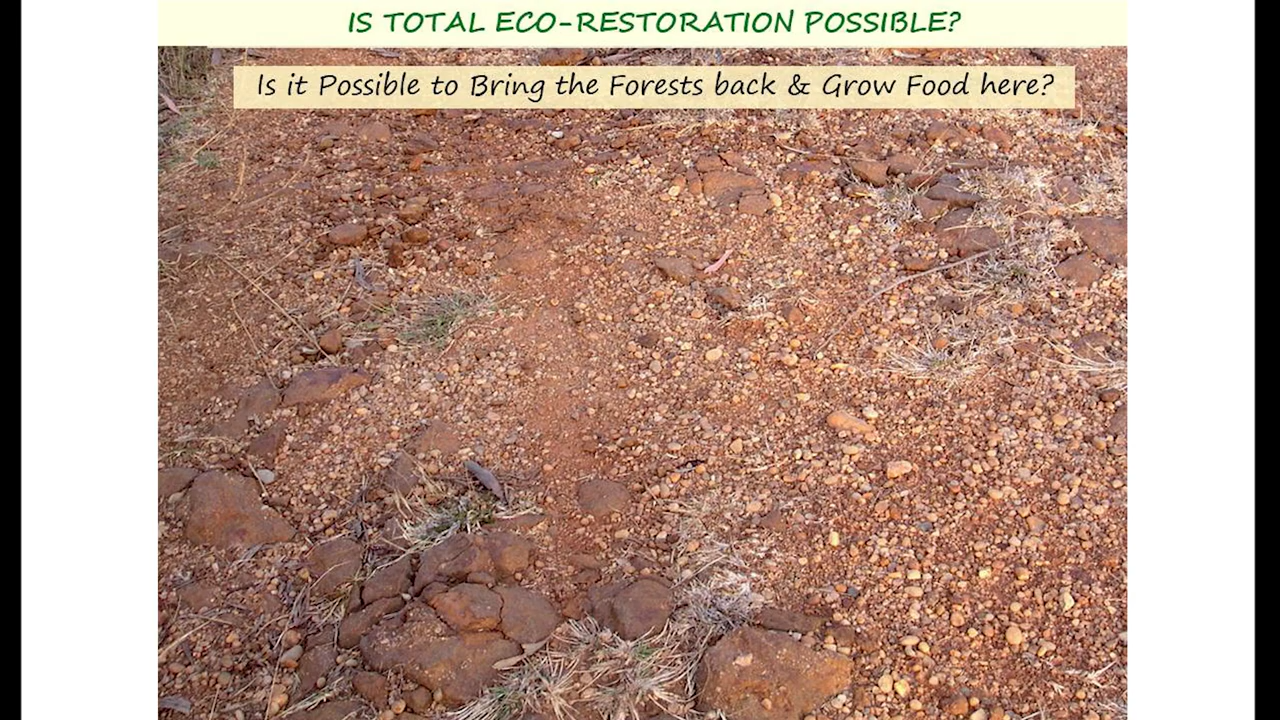 IS TOTAL ECO-RESTORATION POSSIBLE?
Is it Possible to Bring the Forests back & Grow Food here?